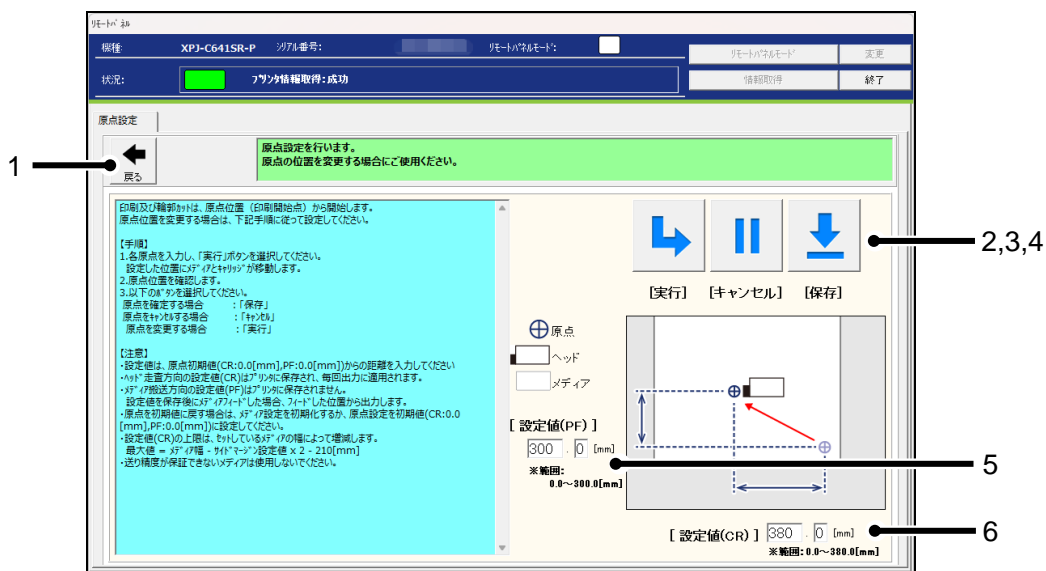 リモートパネル
機種: XPJ-C641SR-P シリアル番号: リモートパネルモード:
リモートパネルモード 変更
状況: プリンタ情報取得:成功
情報取得 終了
原点設定
戻る
原点設定を行います。
原点の位置を変更する場合にご使用ください。
1
印刷及び輪郭カットは、原点位置（印刷開始点）から開始します。
原点位置を変更する場合は、下記手順に従って設定してください。
【手順】
1.各原点を入力し、「実行」ボタンを選択してください。
設定した位置にメディアとキャリッジが移動します。
2.原点位置を確認します。
3.以下のボタンを選択してください。
原点を確定する場合 :「保存」
原点をキャンセルする場合 :「キャンセル」
原点を変更する場合 :「実行」
【注意】
・設定値は、原点初期値(CR:0.0[mm],PF:0.0[mm])からの距離を入力してください
・ヘッド走査方向の設定値(CR)はプリンタに保存され、毎回出力に適用されます。
・メディア搬送方向の設定値(PF)はプリンタに保存されません。
設定値を保存後にメディアフィードした場合、フィードした位置から出力します。
・原点を初期値に戻す場合は、メディア設定を初期化するか、原点設定を初期値(CR:0.0
[mm],PF:0.0[mm])に設定してください。
・設定値(CR)の上限は、セットしているメディアの幅によって増減します。
最大値 = メディア幅 - サイドマージン設定値 x 2 - 210[mm]
・送り精度が保証できないメディアは使用しないでください。
2,3,4
[実行] [キャンセル] [保存]
原点
ヘッド
メディア
[ 設定値(PF) ]
300 . 0 [mm]
※範囲:
0.0～300.0[mm]
5
[ 設定値(CR) ] 380 . 0 [mm]
※範囲:0.0～380.0[mm]
6